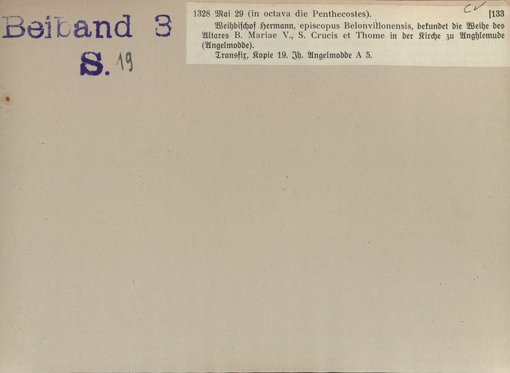 Beiband 3
S. 19
1328 Mai 29 (in octava die Penthecostes). [133
Weihbischof Hermann, episcopus Belonvillonensis, bekundet die Weihe des
Altares B. Mariae V., S. Crucis et Thome in der Kirche zu Anghlemude
(Angelmodde).
Transfix, Kopie 19. Jh. Angelmodde A 5.